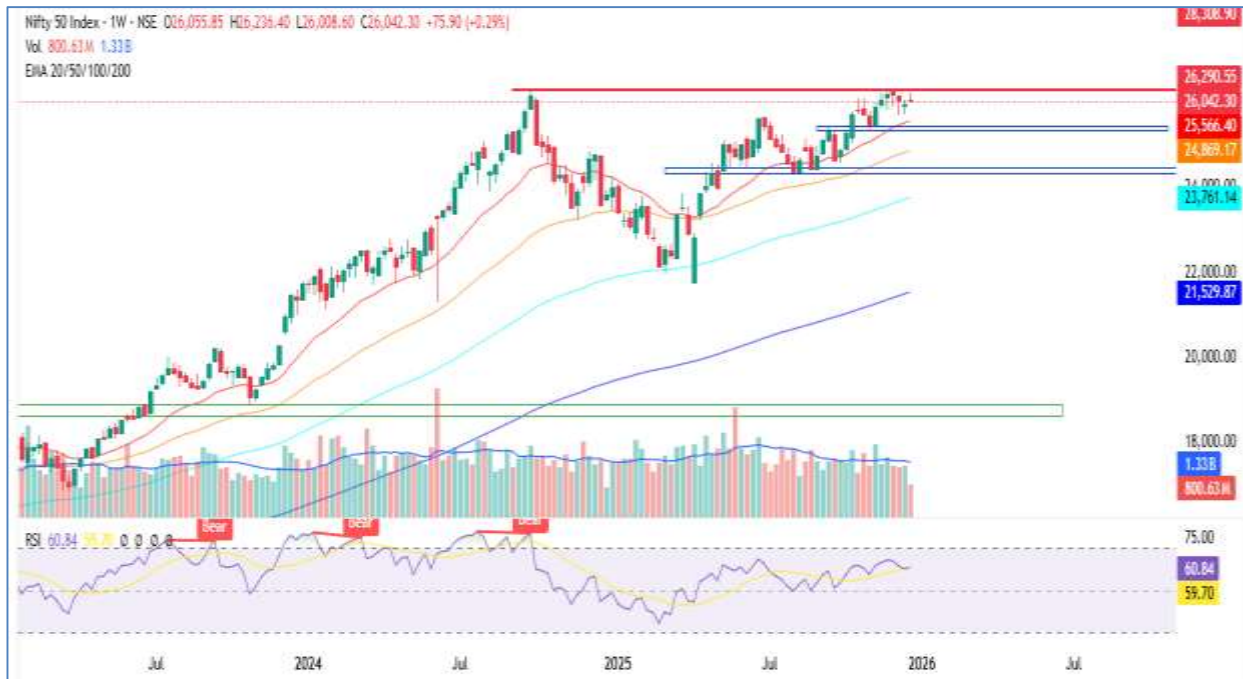 Nifty 50 Index - 1W - NSE O26,055.85 H26,236.40 L26,008.60 C26,042.30 +75.90 (+0.29%)
Vol 800.63M 1.33B
EMA 20/50/100/200
28,308.90
26,290.55
26,042.30
25,566.40
24,869.17
24,000.00
23,761.14
22,000.00
21,529.87
20,000.00
18,000.00
1.33B
800.63M
Bear
Bear
Bear
RSI 60.84 59.70 Ø Ø Ø Ø
75.00
60.84
59.70
Jul 2024 Jul 2025 Jul 2026 Jul